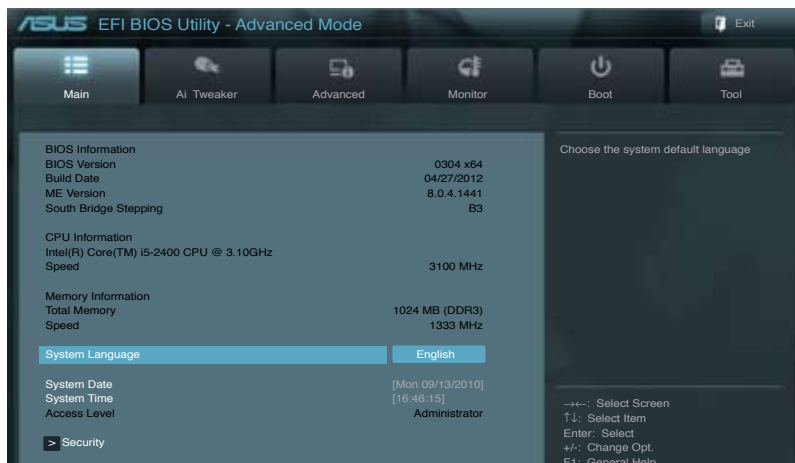 ASUS EFI BIOS Utility - Advanced Mode
Exit
Main
Ai Tweaker
Advanced
Monitor
Boot
Tool
BIOS Information
BIOS Version 0304 x64
Build Date 04/27/2012
ME Version 8.0.4.1441
South Bridge Stepping B3
CPU Information
Intel(R) Core(TM) i5-2400 CPU @ 3.10GHz
Speed 3100 MHz
Memory Information
Total Memory 1024 MB (DDR3)
Speed 1333 MHz
System Language English
System Date [Mon 09/13/2010]
System Time [16:46:15]
Access Level Administrator
> Security
Choose the system default language
→←: Select Screen
↑↓: Select Item
Enter: Select
+/-: Change Opt.
F1: General Help